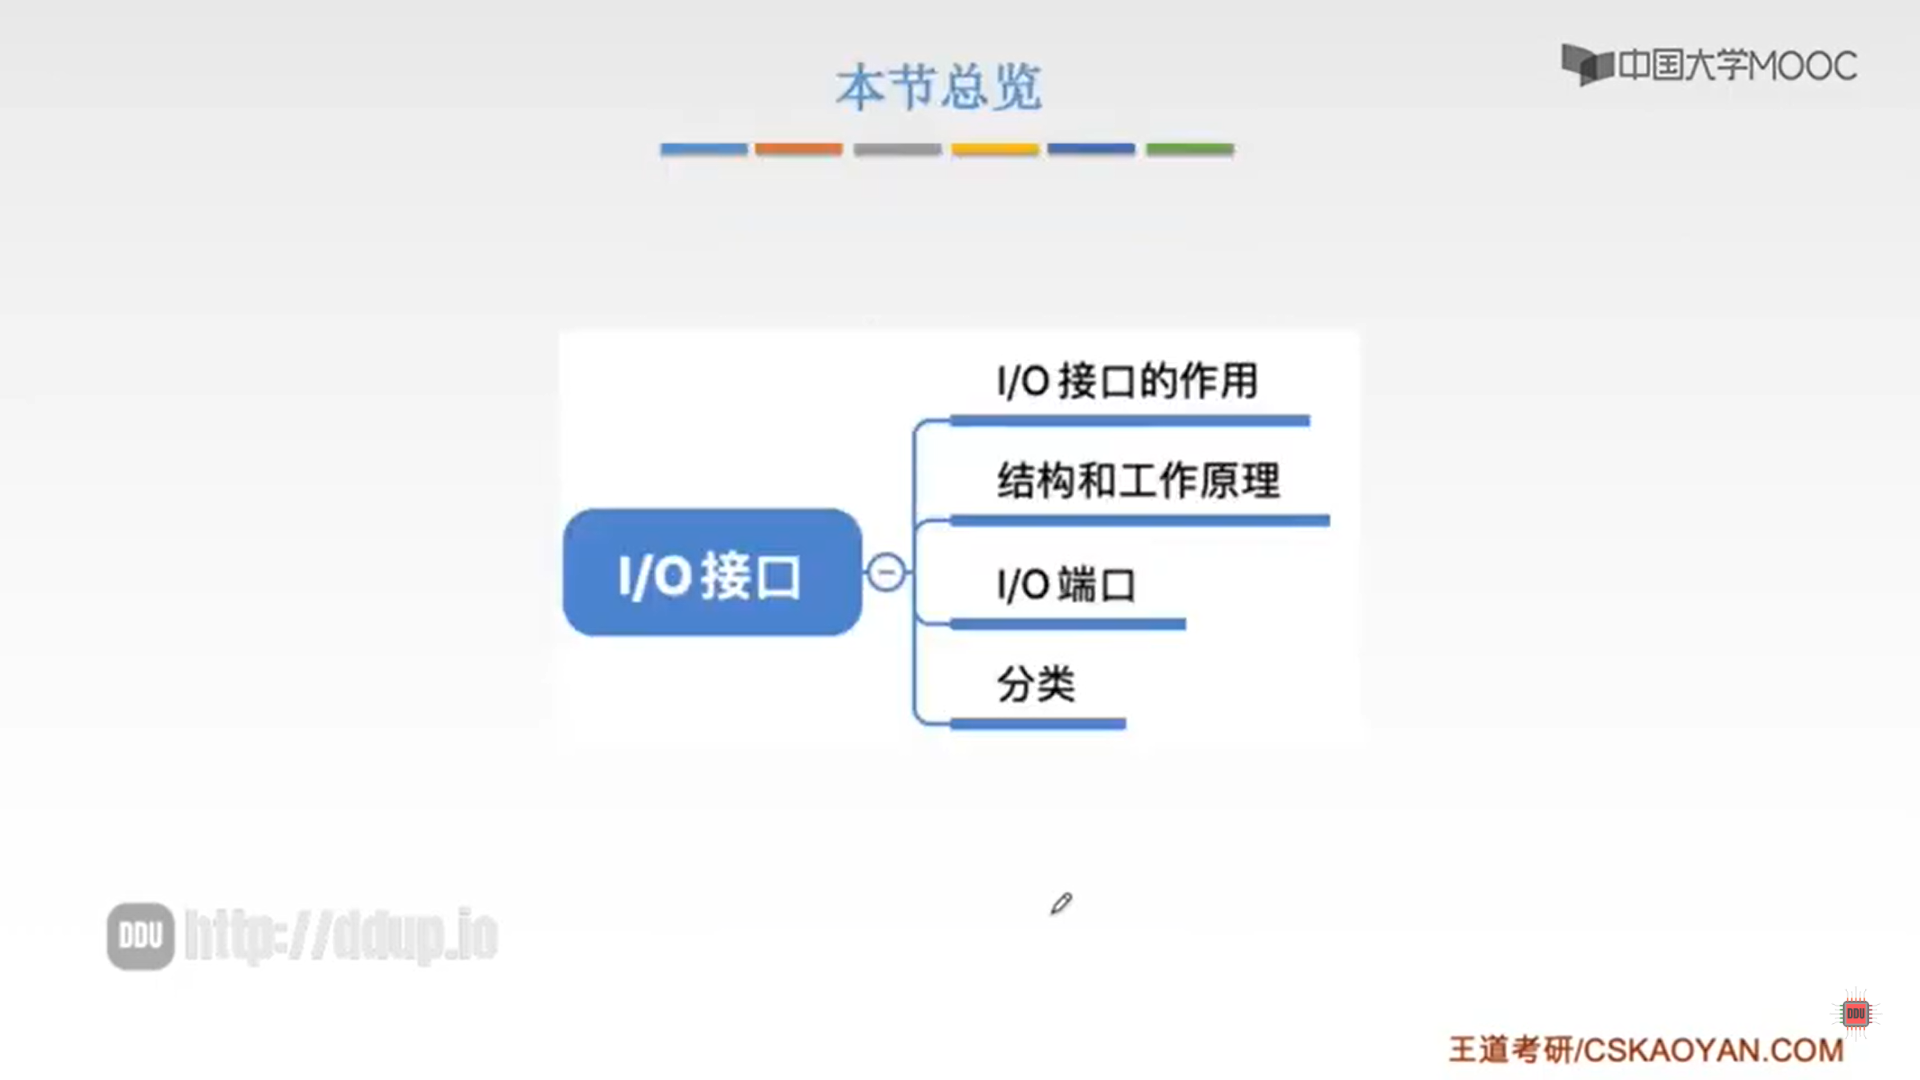 本节总览
中国大学MOOC
I/O 接口的作用
结构和工作原理
I/O 接口
I/O 端口
分类
DDU http://ddup.io
DDU
王道考研/CSKAOYAN.COM